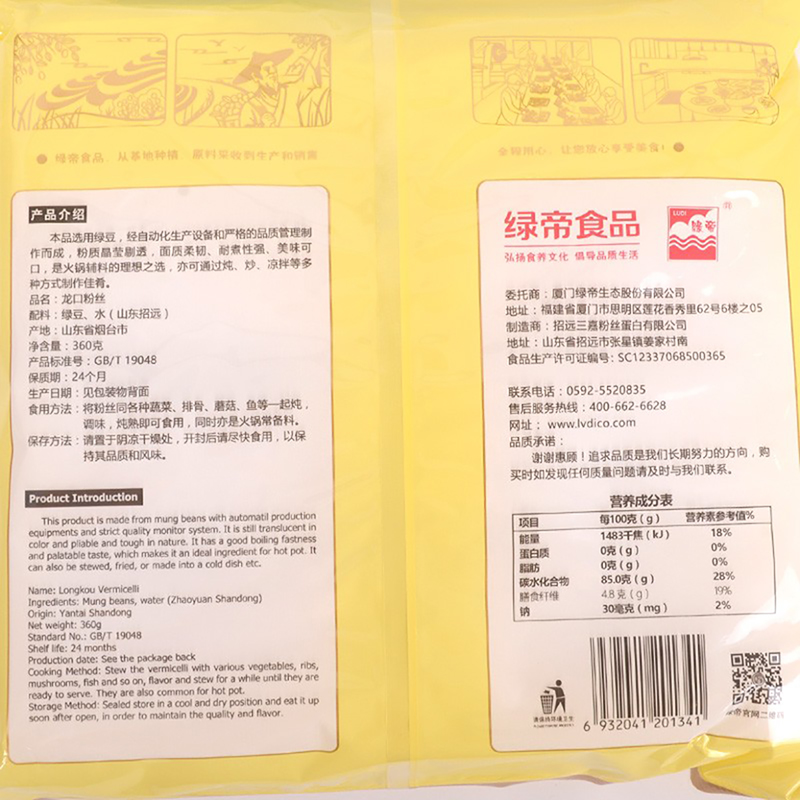 绿帝食品，从基地种植、原料采收到生产和销售
全程用心，让您放心享受美食！
产品介绍
本品选用绿豆，经自动化生产设备和严格的品质管理制
作而成，粉质晶莹剔透，面质柔韧、耐煮性强、美味可
口，是火锅辅料的理想之选，亦可通过炖、炒、凉拌等多
种方式制作佳肴。
品名：龙口粉丝
配料：绿豆、水（山东招远）
产地：山东省烟台市
净含量：360克
产品标准号：GB/T 19048
保质期：24个月
生产日期：见包装物背面
食用方法：将粉丝同各种蔬菜、排骨、蘑菇、鱼等一起炖，
调味，炖熟即可食用，同时亦是火锅常备料。
保存方法：请置于阴凉干燥处，开封后请尽快食用，以保
持其品质和风味。
Product Introduction
This product is made from mung beans with automatil production
equipments and strict quality monitor system. It is still translucent in
color and pliable and tough in nature. It has a good boiling fastness
and palatable taste, which makes it an ideal ingredient for hot pot. It
can also be stewed, fried, or made into a cold dish etc.
Name: Longkou Vermicelli
Ingredients: Mung beans, water (Zhaoyuan Shandong)
Origin: Yantai Shandong
Net weight: 360g
Standard No.: GB/T 19048
Shelf life: 24 months
Production date: See the package back
Cooking Method: Stew the vermicelli with various vegetables, ribs,
mushrooms, fish and so on, flavor and stew for a while until they are
ready to serve. They are also common for hot pot.
Storage Method: Sealed store in a cool and dry position and eat it up
soon after open, in order to maintain the quality and flavor.
绿帝食品
弘扬食养文化 倡导品质生活
LUDI
绿帝
委托商：厦门绿帝生态股份有限公司
地址：福建省厦门市思明区莲花香秀里62号6楼之05
制造商：招远三嘉粉丝蛋白有限公司
地址：山东省招远市张星镇姜家村南
食品生产许可证编号：SC12337068500365
联系电话：0592-5520835
售后服务热线：400-662-6628
网址：www.lvdico.com
品质承诺：
谢谢惠顾！追求品质是我们长期努力的方向，购
买时如发现任何质量问题请及时与我们联系。
营养成分表
项目 每100克（g） 营养素参考值%
能量 1483千焦（kJ） 18%
蛋白质 0克（g） 0%
脂肪 0克（g） 0%
碳水化合物 85.0克（g） 28%
膳食纤维 4.8克（g） 19%
钠 30毫克（mg） 2%
请保持环境卫生
6 932041 201341
绿帝官网二维码